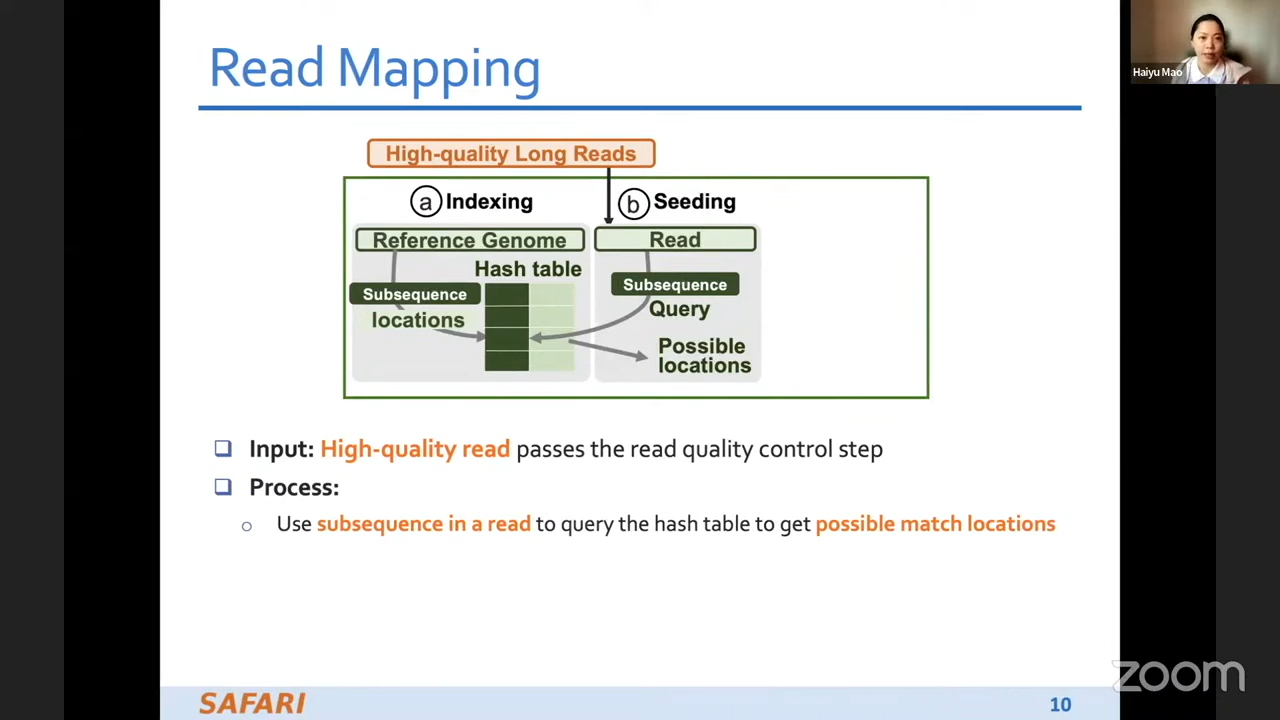 Read Mapping
Haiyu Mao
High-quality Long Reads
a Indexing
b Seeding
Reference Genome
Read
Hash table
Subsequence
locations
Subsequence
Query
Possible
locations
Input: High-quality read passes the read quality control step
Process:
Use subsequence in a read to query the hash table to get possible match locations
SAFARI
10
zoom